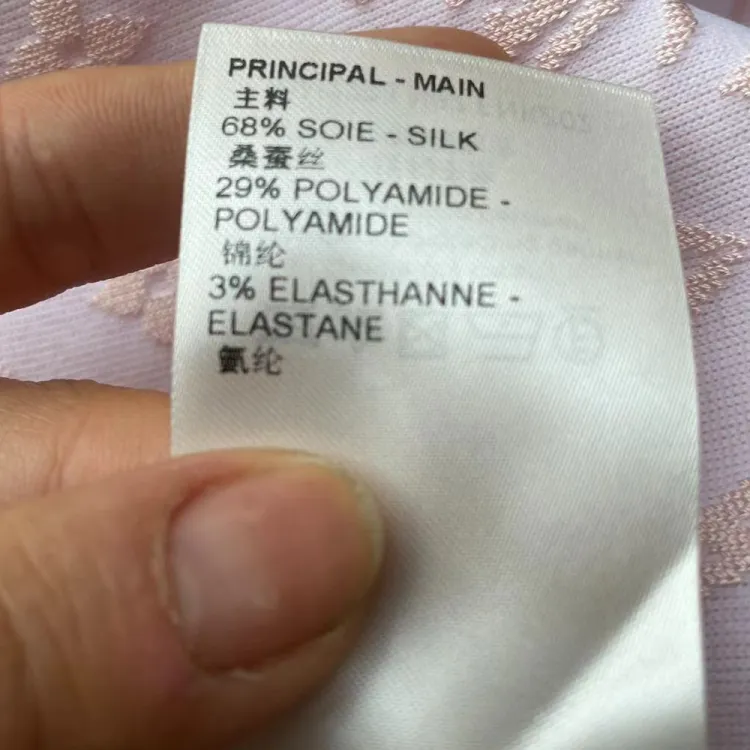 PRINCIPAL - MAIN
主料
68% SOIE - SILK
桑蚕丝
29% POLYAMIDE -
POLYAMIDE
锦纶
3% ELASTHANNE -
ELASTANE
氨纶